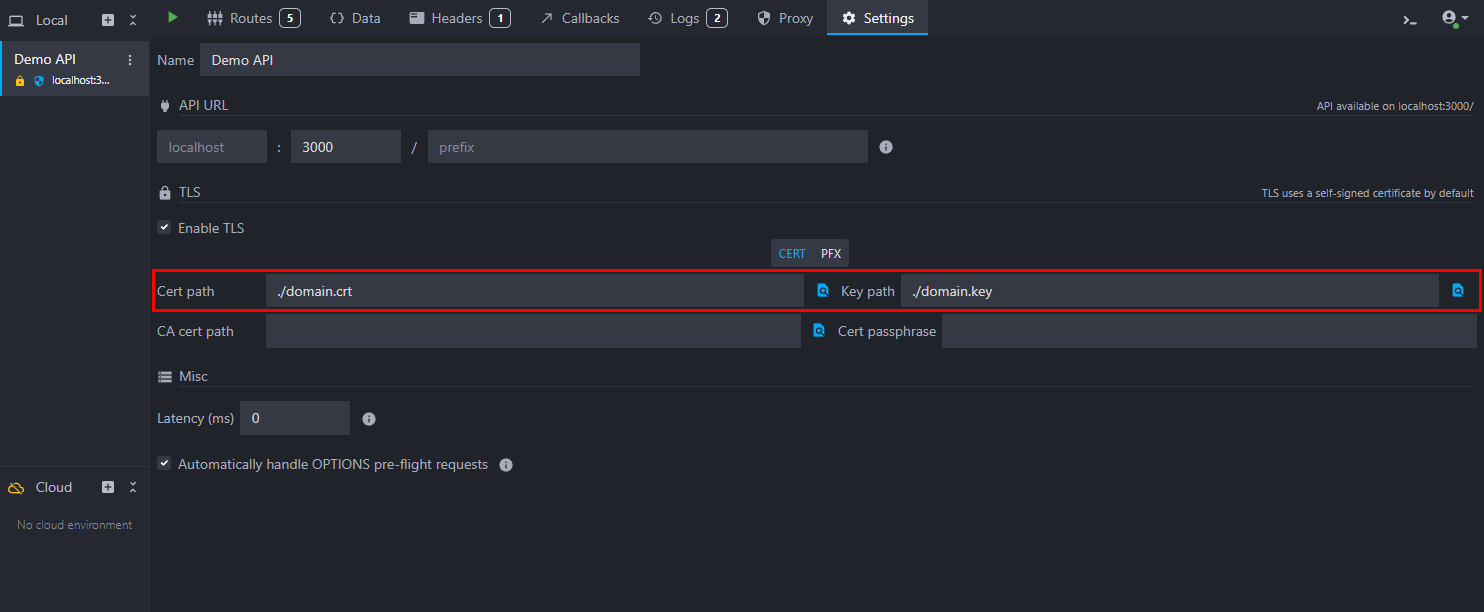 Local
Routes 5
Data
Headers 1
Callbacks
Logs 2
Proxy
Settings
Demo API
localhost:3...
Name Demo API
API URL
API available on localhost:3000/
localhost : 3000 / prefix
TLS
TLS uses a self-signed certificate by default
Enable TLS
CERT PFX
Cert path ./domain.crt Key path ./domain.key
CA cert path Cert passphrase
Misc
Latency (ms) 0
Automatically handle OPTIONS pre-flight requests
Cloud
No cloud environment